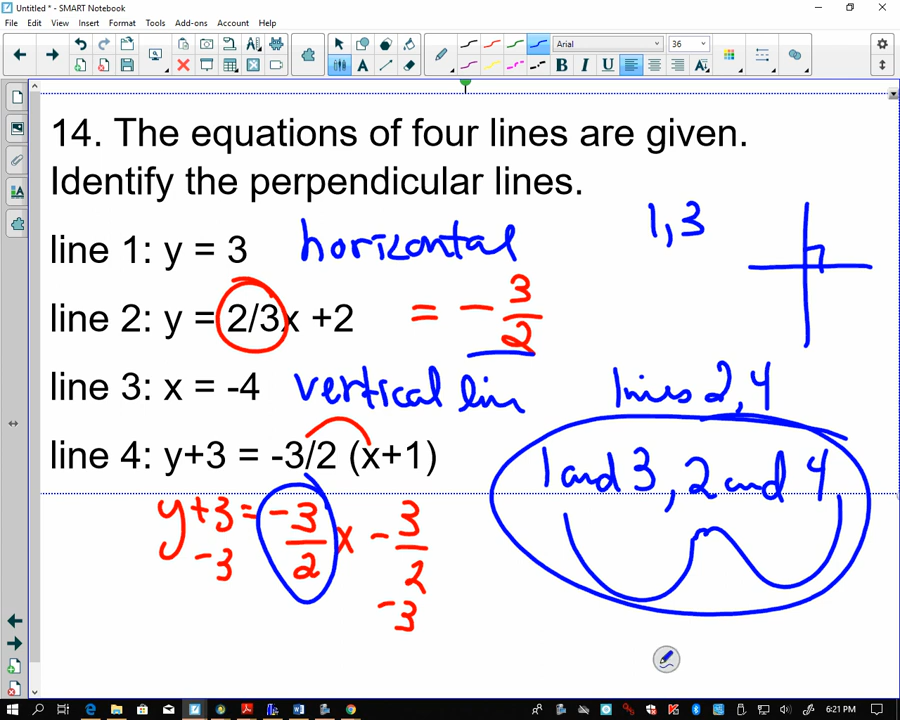 Untitled * - SMART Notebook
File Edit View Insert Format Tools Add-ons Account Help
Arial 36
B I U
14. The equations of four lines are given.
Identify the perpendicular lines.
1,3
line 1: y = 3 horizontal
line 2: y = 2/3x +2 = - 3/2
line 3: x = -4 vertical line
lines 2,4
line 4: y+3 = -3/2 (x+1)
1 and 3, 2 and 4
y+3 = -3/2 x - 3/2
-3 -3
6:21 PM